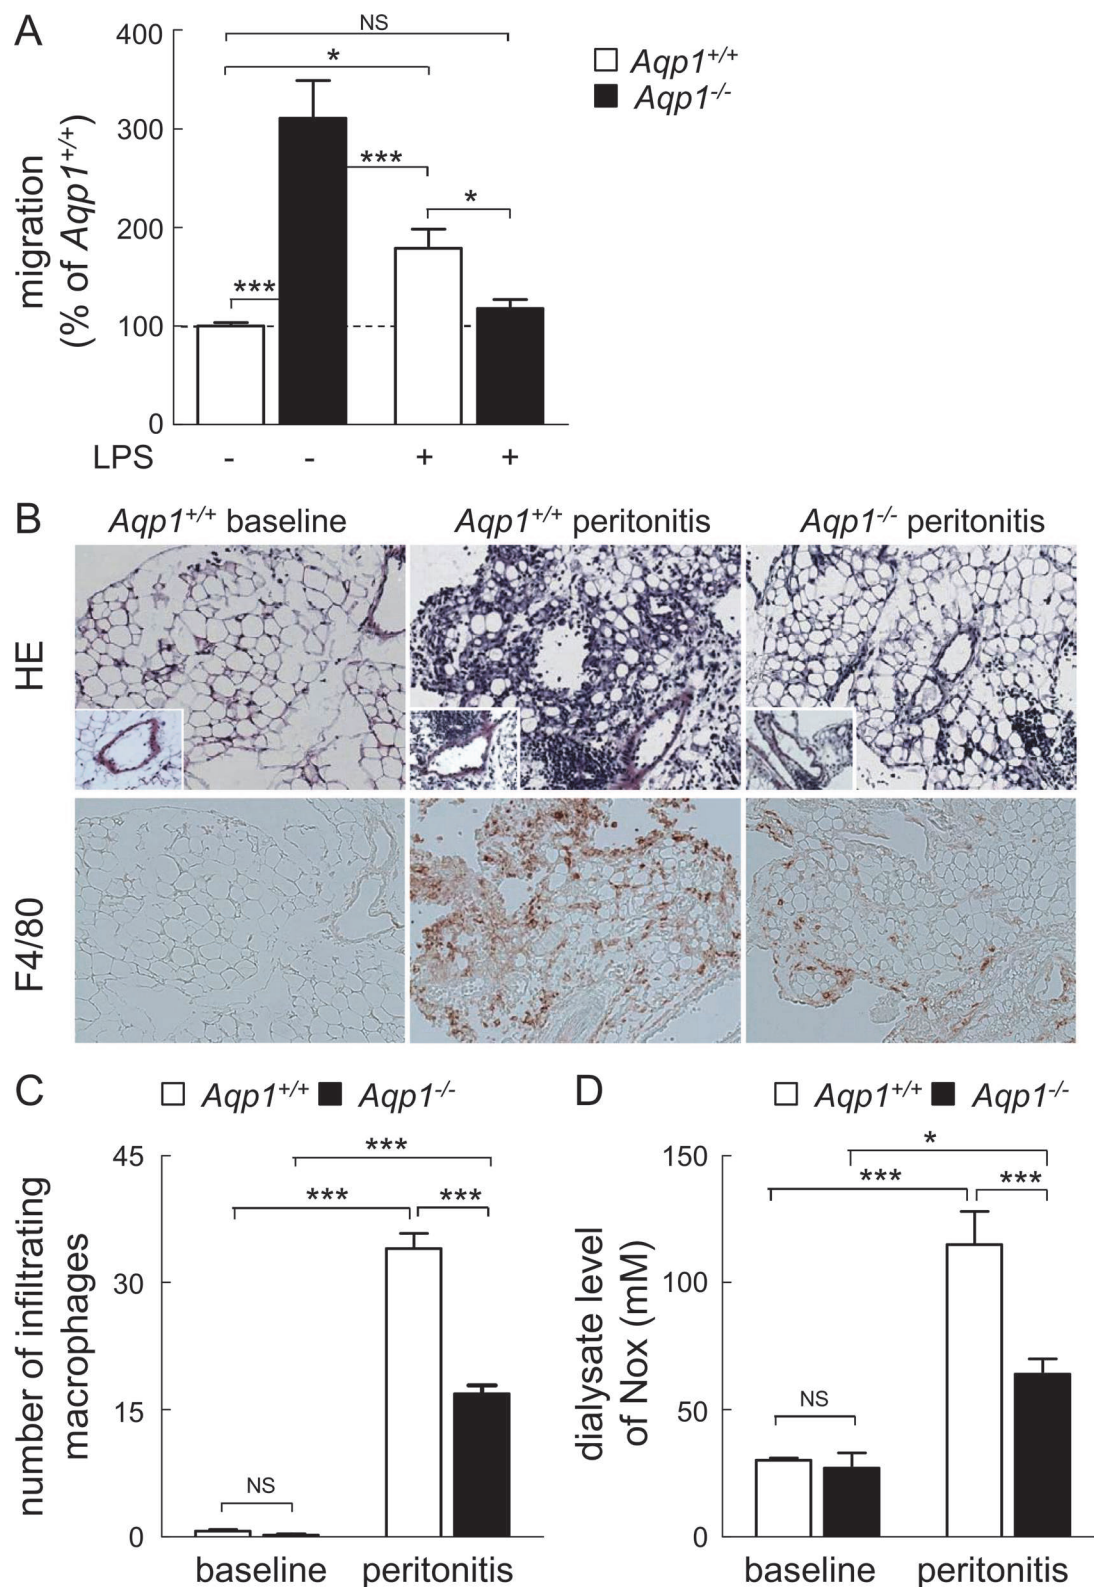 A
400
300
200
100
0
migration
(% of Aqp1+/+)
NS
*
***
*
***
Aqp1+/+
Aqp1-/-
LPS - - + +
B
Aqp1+/+ baseline Aqp1+/+ peritonitis Aqp1-/- peritonitis
HE
F4/80
C
Aqp1+/+ Aqp1-/-
number of infiltrating
macrophages
45
30
15
0
***
*** ***
NS
baseline peritonitis
D
Aqp1+/+ Aqp1-/-
dialysate level
of Nox (mM)
150
100
50
0
*
*** ***
NS
baseline peritonitis